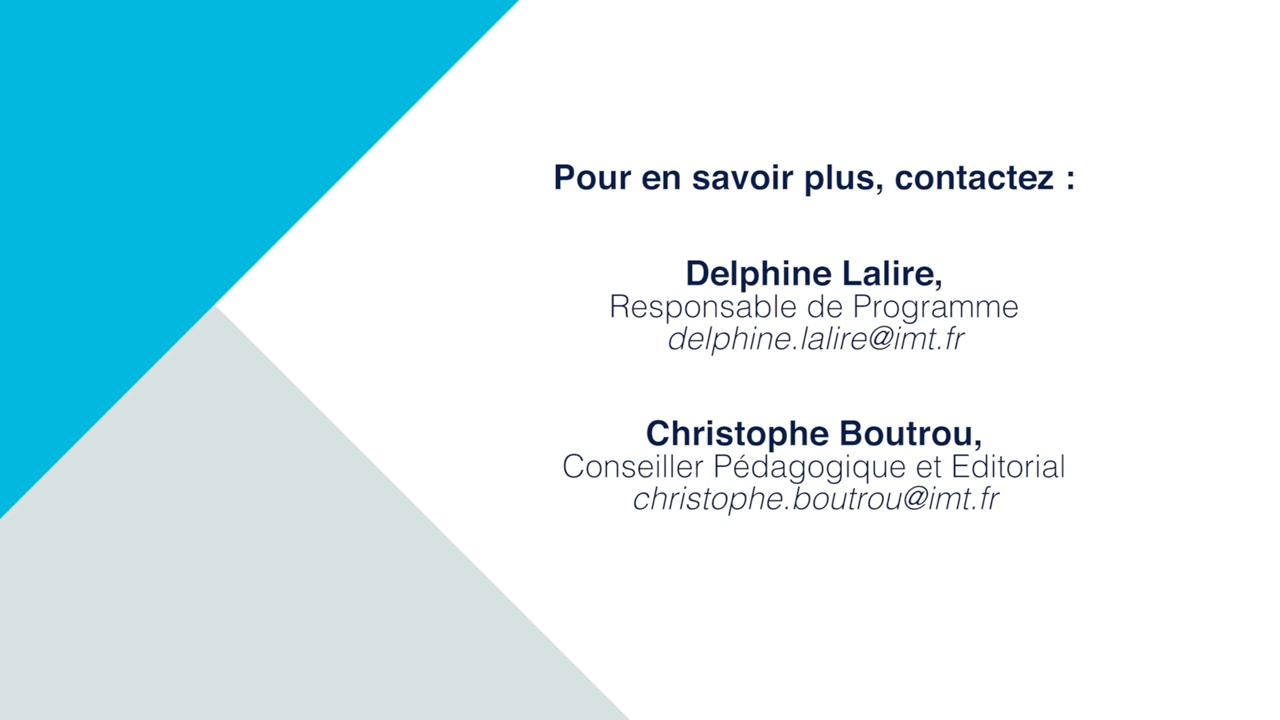 Pour en savoir plus, contactez :
Delphine Lalire,
Responsable de Programme
delphine.lalire@imt.fr
Christophe Boutrou,
Conseiller Pédagogique et Editorial
christophe.boutrou@imt.fr